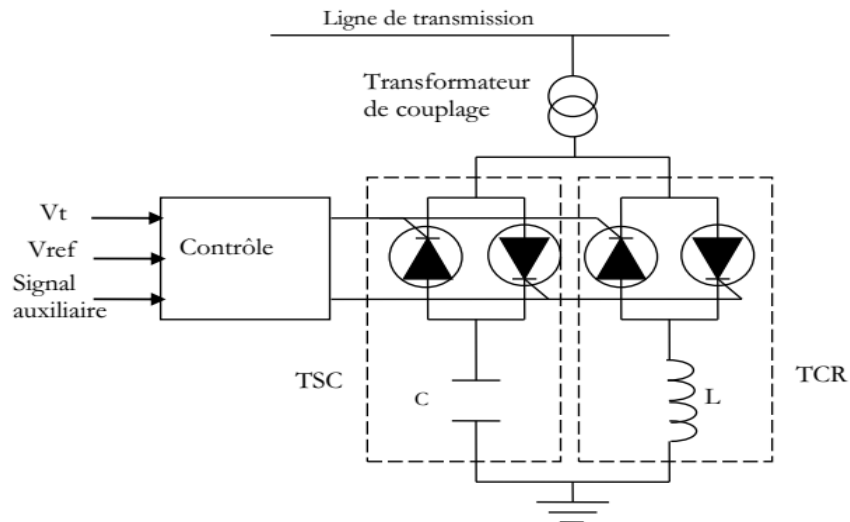 Ligne de transmission
Transformateur
de couplage
Vt
Vref
Signal
auxiliaire
Contrôle
TSC
C
L
TCR